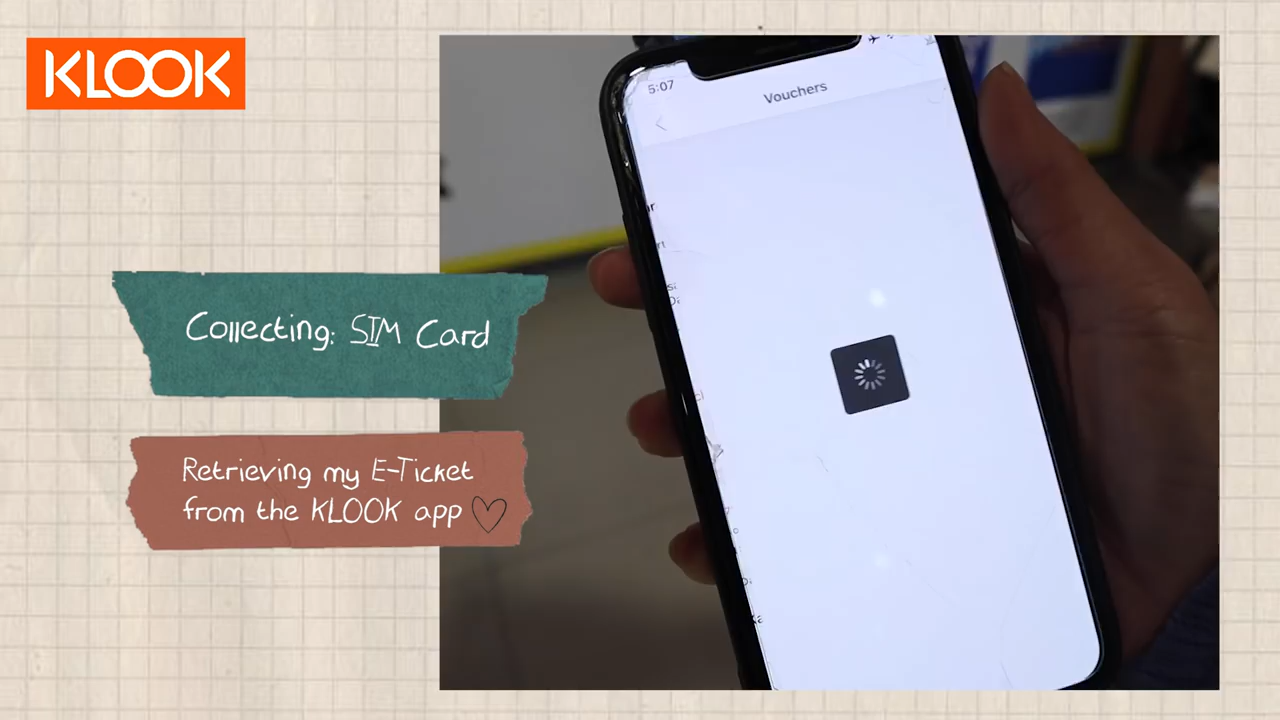 KLOOK
5:07
Vouchers
Collecting: SIM Card
Retrieving my E-Ticket
from the KLOOK app